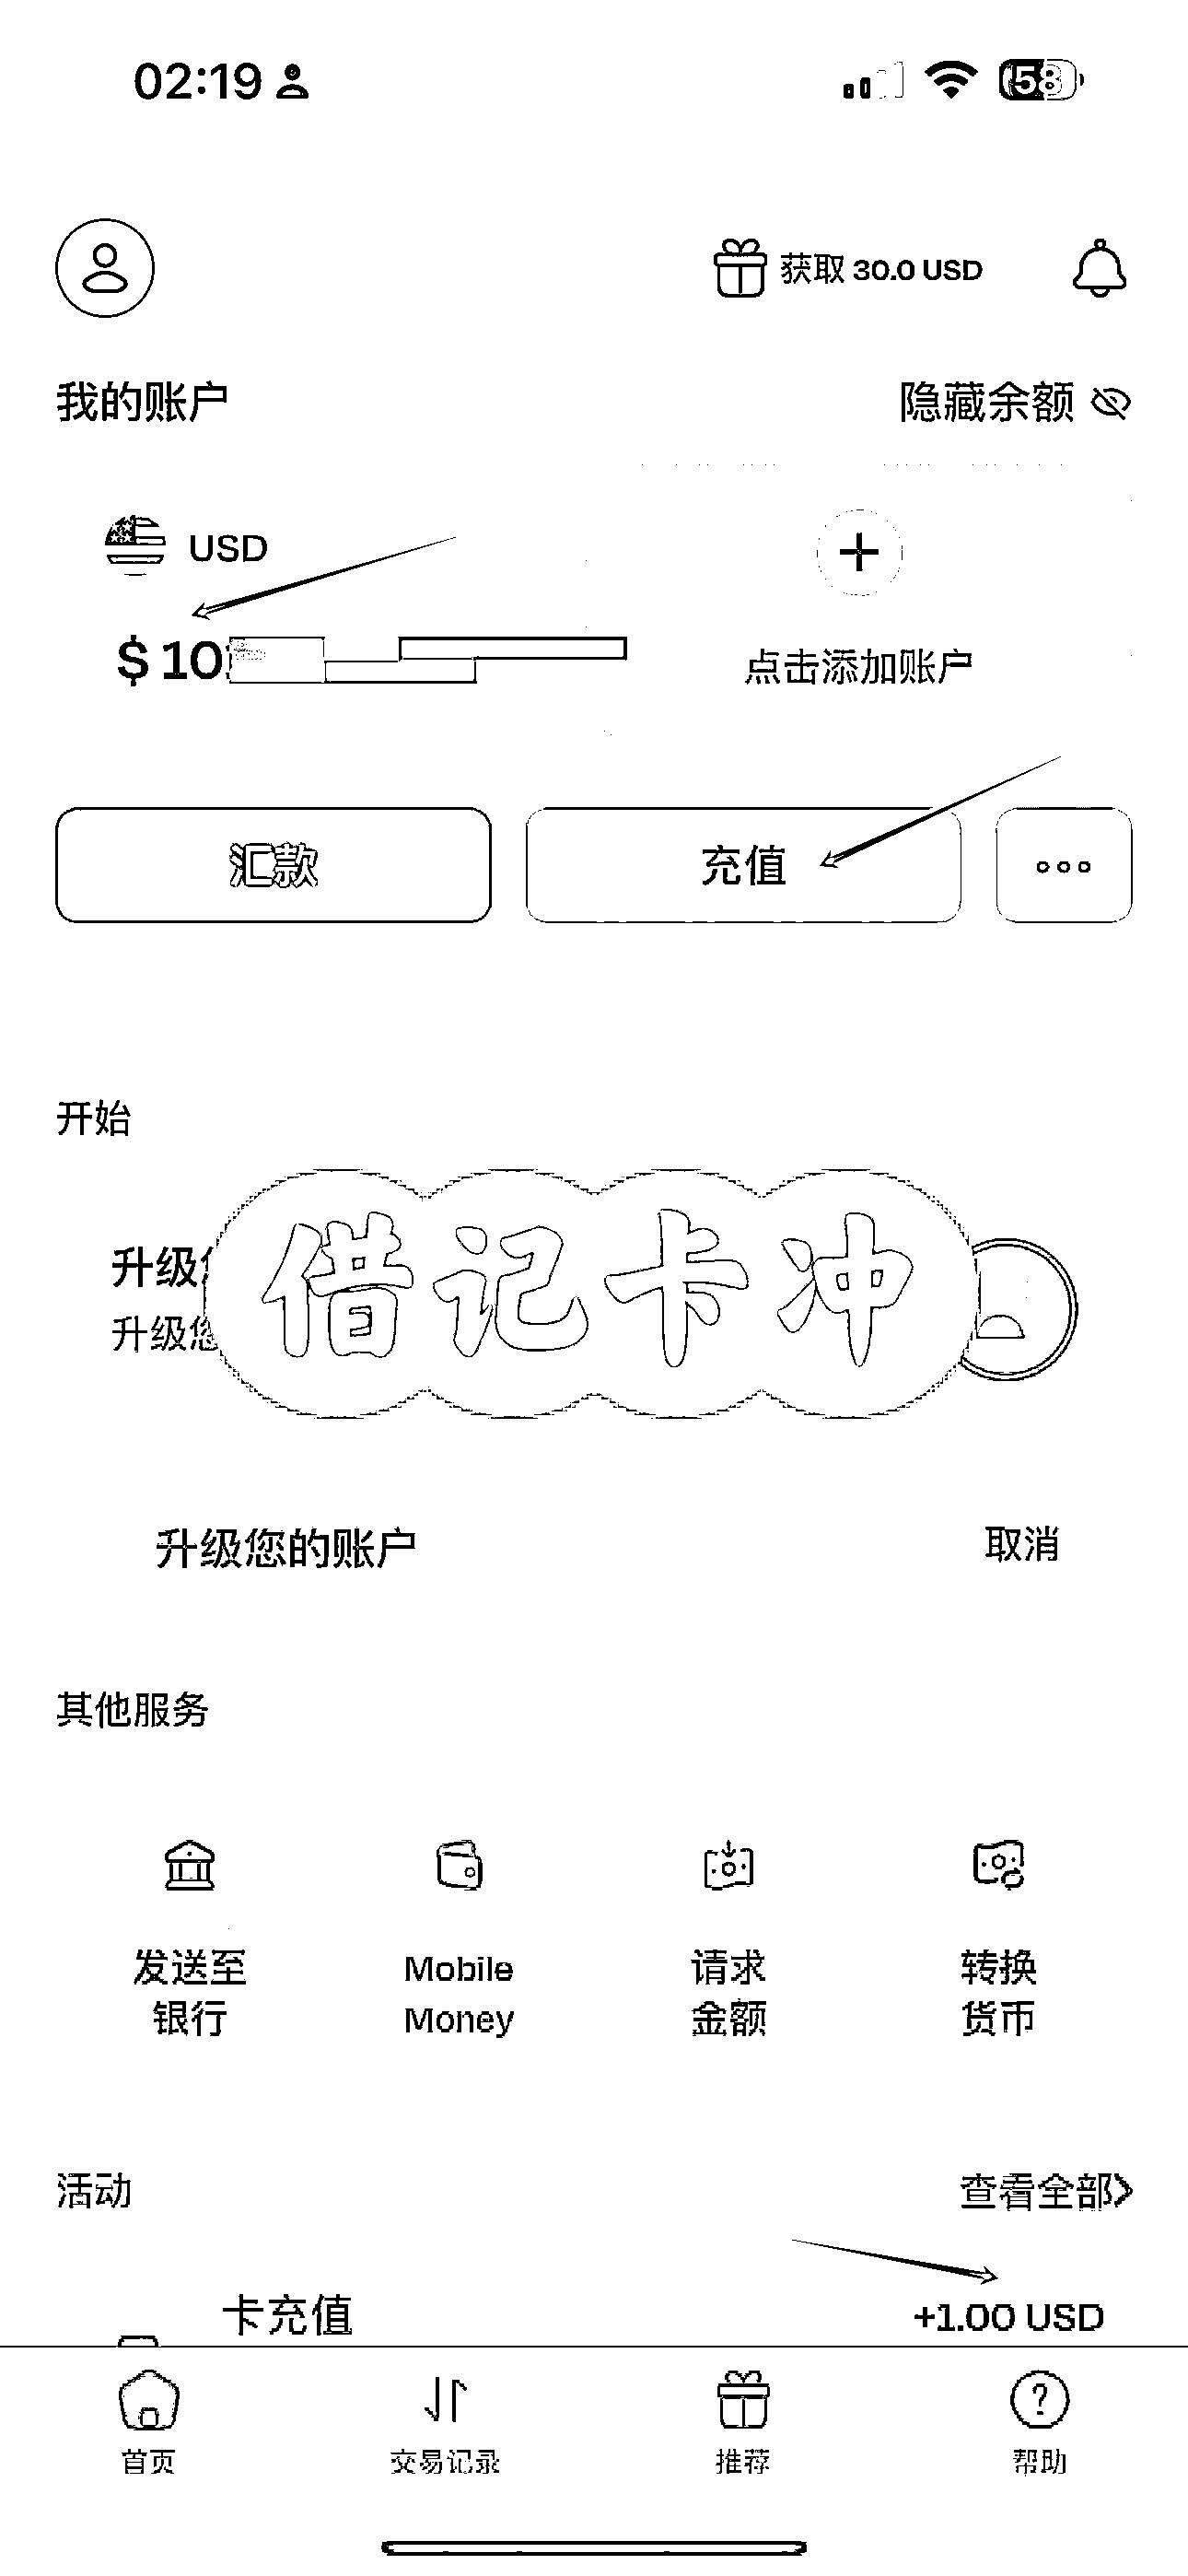 02:19
58
获取 30.0 USD
我的账户
隐藏余额
USD
$ 10
点击添加账户
汇款
充值
开始
升级
升级您
借记卡冲
升级您的账户
取消
其他服务
发送至
银行
Mobile
Money
请求
金额
转换
货币
活动
查看全部
卡充值
+1.00 USD
首页
交易记录
推荐
帮助